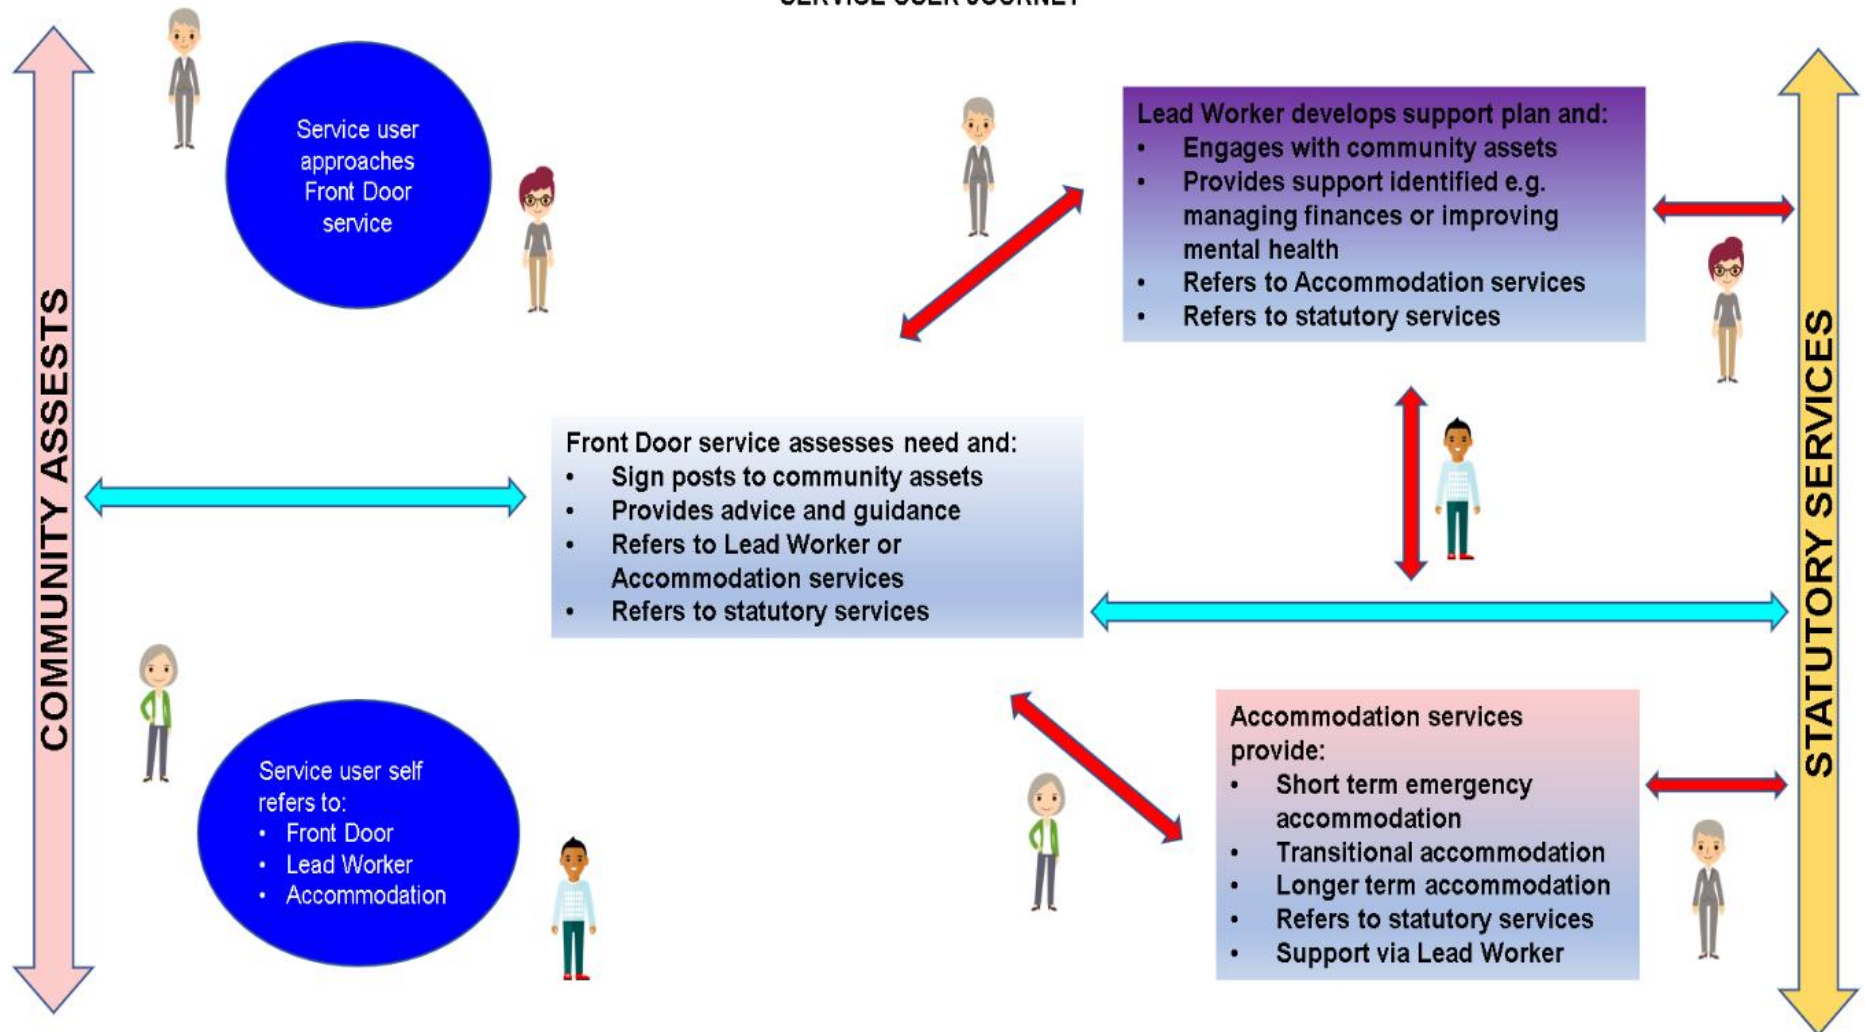 SERVICE USER JOURNEY
COMMUNITY ASSESTS
Service user
approaches
Front Door
service
Service user self
refers to:
• Front Door
• Lead Worker
• Accommodation
Front Door service assesses need and:
• Sign posts to community assets
• Provides advice and guidance
• Refers to Lead Worker or
Accommodation services
• Refers to statutory services
Lead Worker develops support plan and:
• Engages with community assets
• Provides support identified e.g.
managing finances or improving
mental health
• Refers to Accommodation services
• Refers to statutory services
Accommodation services
provide:
• Short term emergency
accommodation
• Transitional accommodation
• Longer term accommodation
• Refers to statutory services
• Support via Lead Worker
STATUTORY SERVICES